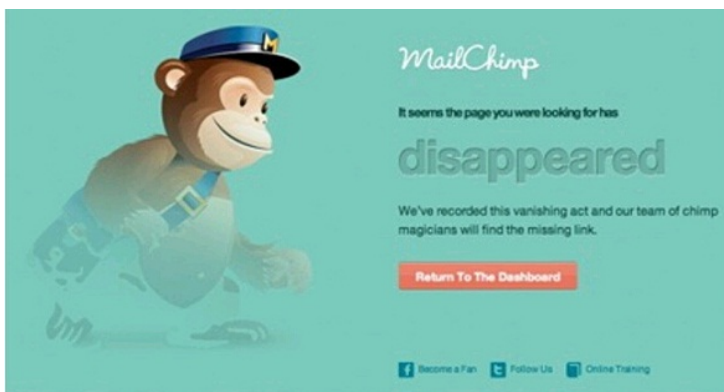 M
MailChimp
It seems the page you were looking for has
disappeared
We've recorded this vanishing act and our team of chimp
magicians will find the missing link.
Return To The Dashboard
Become a Fan Follow Us Online Training